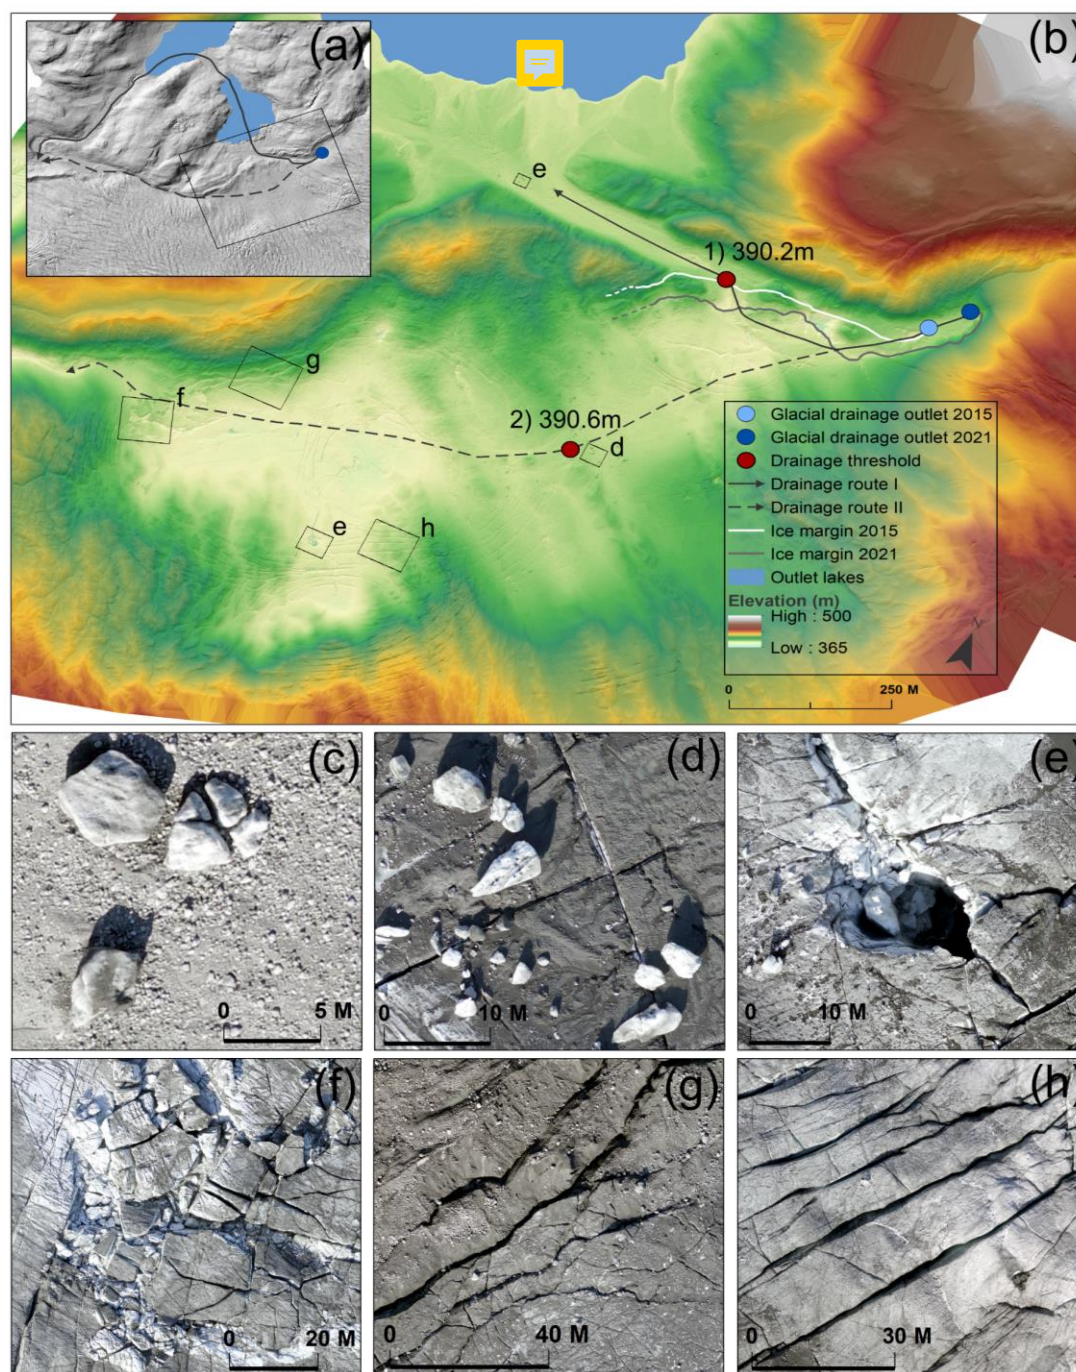 (a)
(b)
e
1) 390.2m
g
f
2) 390.6m
d
e
h
Glacial drainage outlet 2015
Glacial drainage outlet 2021
Drainage threshold
Drainage route I
Drainage route II
Ice margin 2015
Ice margin 2021
Outlet lakes
Elevation (m)
High : 500
Low : 365
N
0 250 M
(c)
0 5 M
(d)
0 10 M
(e)
0 10 M
(f)
0 20 M
(g)
0 40 M
(h)
0 30 M